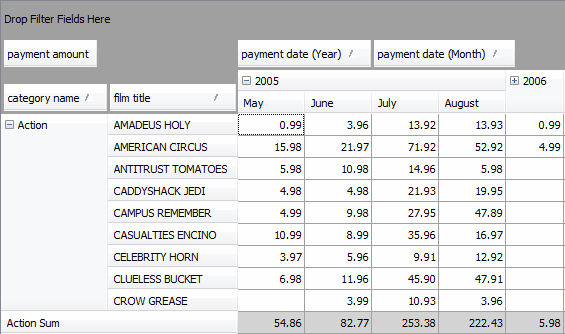 Drop Filter Fields Here
payment amount payment date (Year) payment date (Month)
2005 2006
category name film title May June July August
Action AMADEUS HOLY 0.99 3.96 13.92 13.93 0.99
AMERICAN CIRCUS 15.98 21.97 71.92 52.92 4.99
ANTITRUST TOMATOES 5.98 10.98 14.96 5.98
CADDYSHACK JEDI 4.98 4.98 21.93 19.95
CAMPUS REMEMBER 4.99 9.98 27.95 47.89
CASUALTIES ENCINO 10.99 8.99 35.96 16.97
CELEBRITY HORN 3.97 5.96 9.91 12.92
CLUELESS BUCKET 6.98 11.96 45.90 47.91
CROW GREASE 3.99 10.93 3.96
Action Sum 54.86 82.77 253.38 222.43 5.98